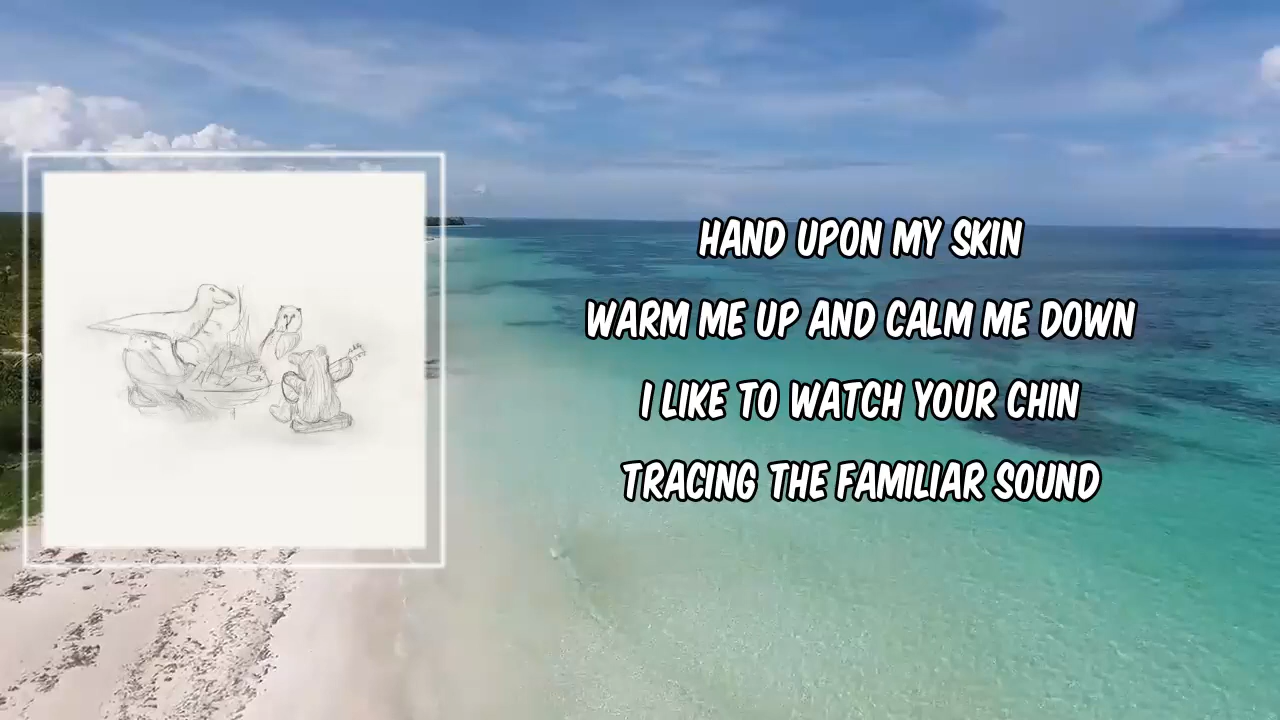 HAND UPON MY SKIN
WARM ME UP AND CALM ME DOWN
I LIKE TO WATCH YOUR CHIN
TRACING THE FAMILIAR SOUND